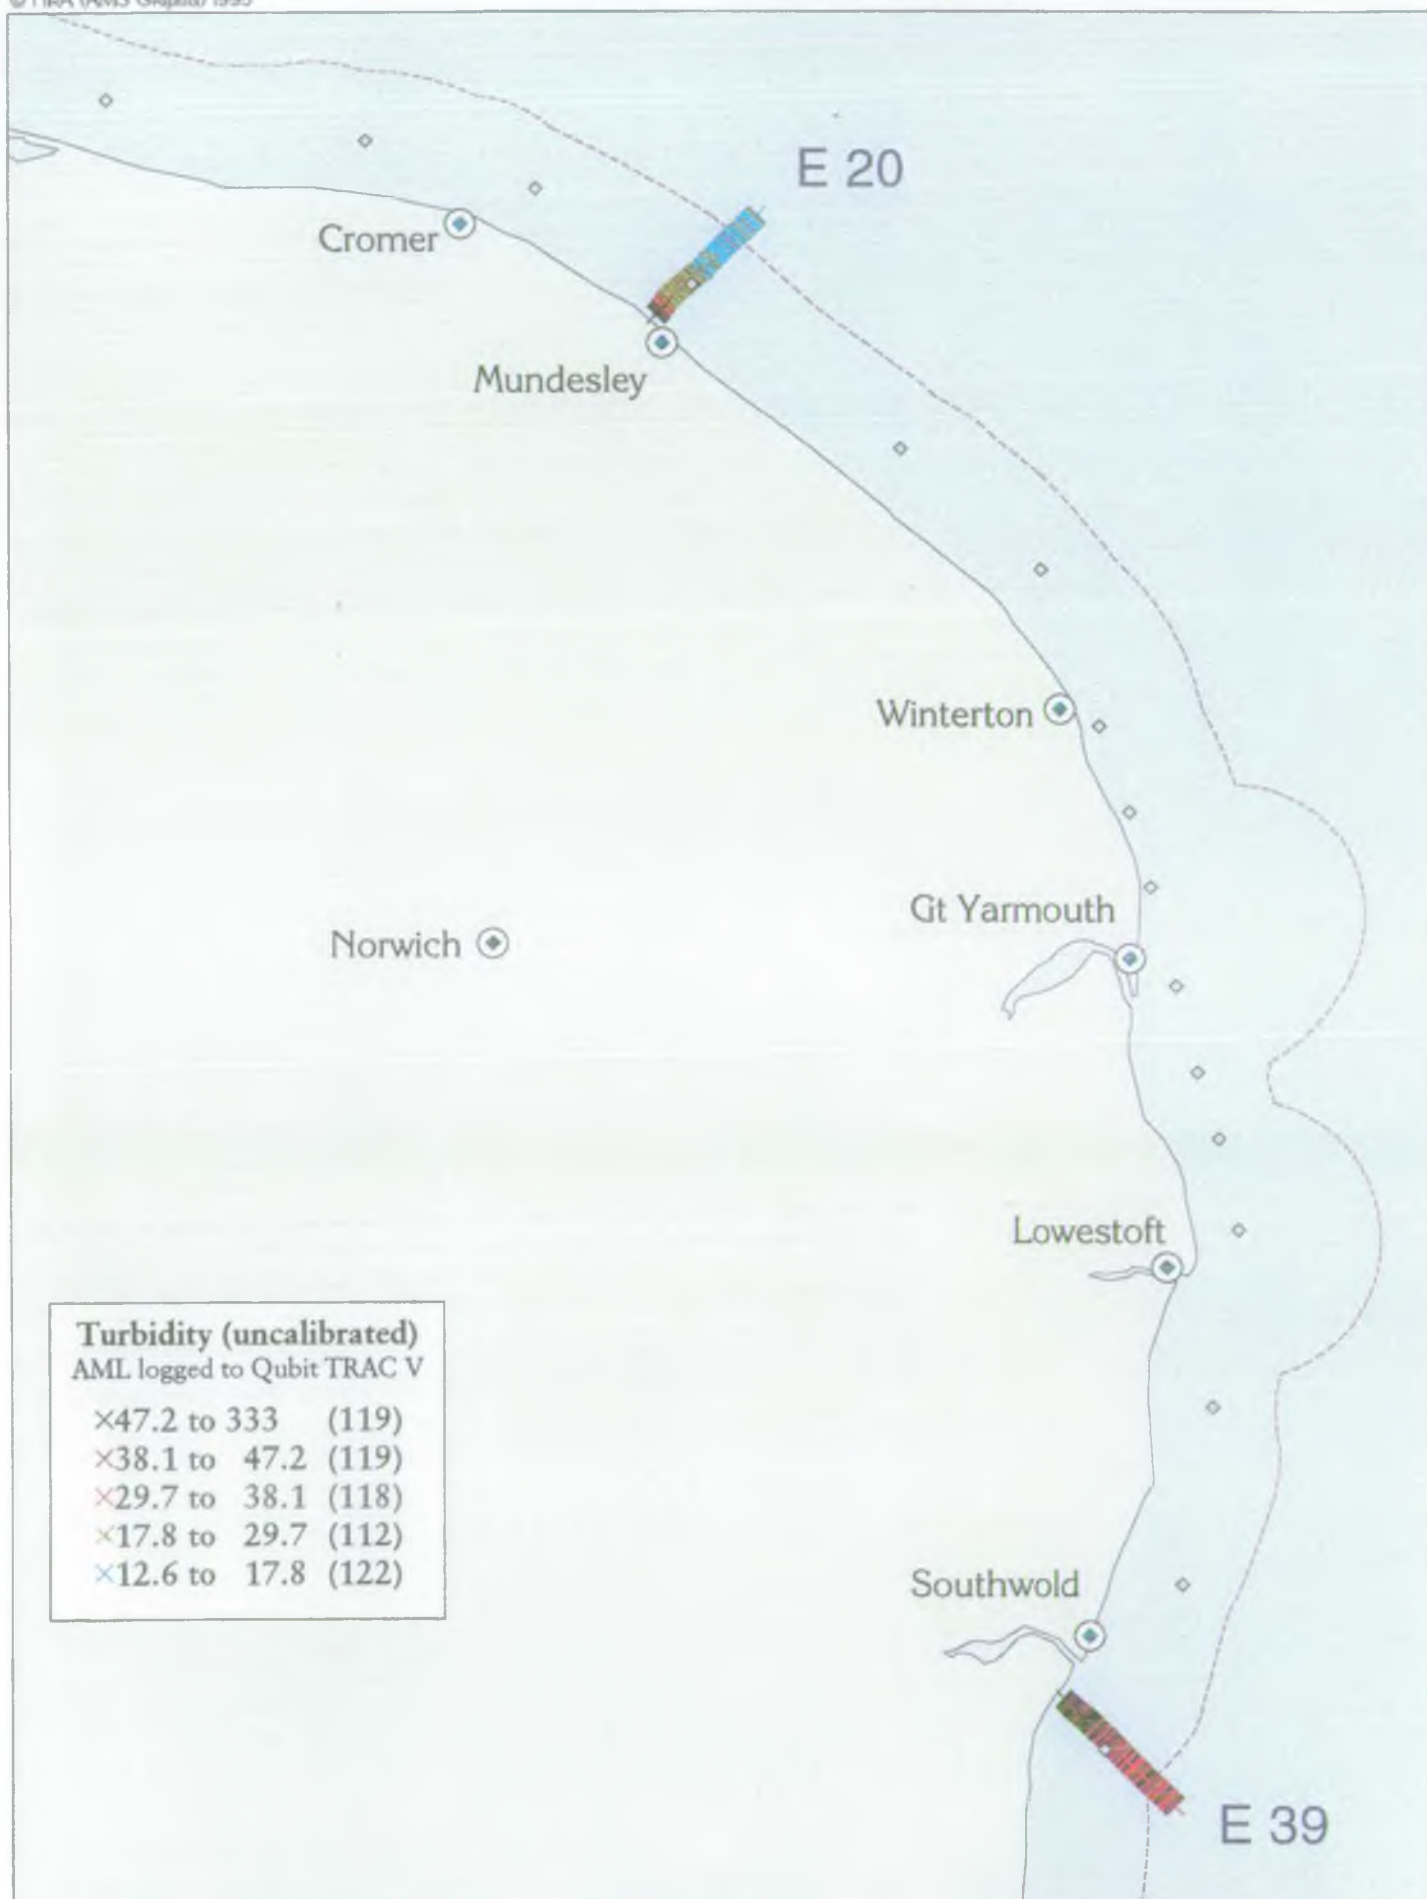 E 20
Cromer
Mundesley
Winterton
Gt Yarmouth
Norwich
Lowestoft
Turbidity (uncalibrated)
AML logged to Qubit TRAC V
×47.2 to 333 (119)
×38.1 to 47.2 (119)
×29.7 to 38.1 (118)
×17.8 to 29.7 (112)
×12.6 to 17.8 (122)
Southwold
E 39